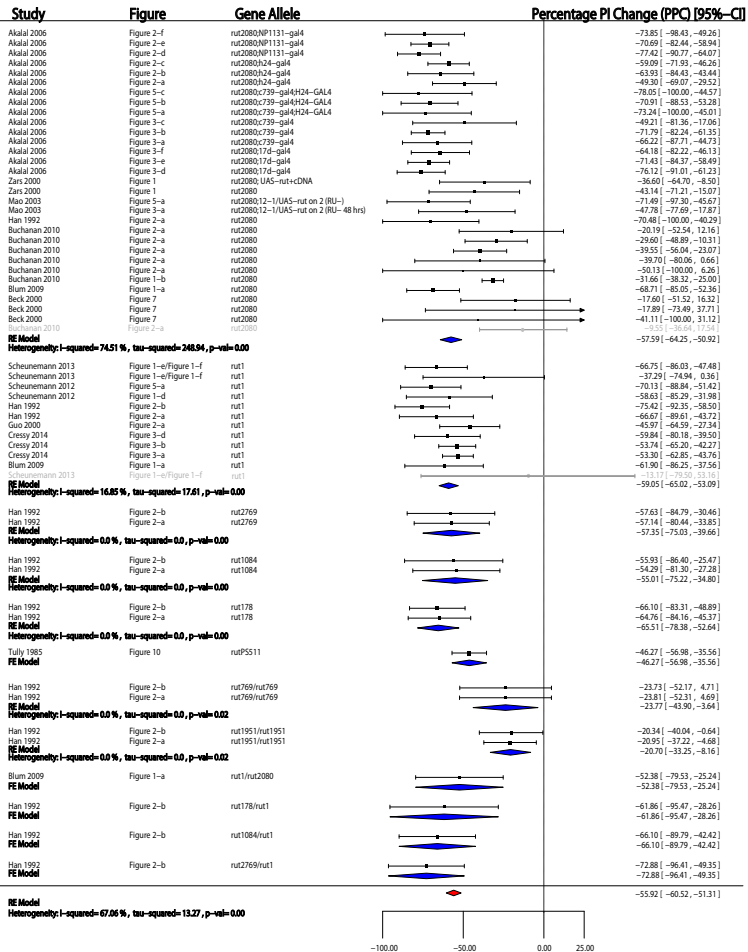 Study Figure Gene Allele Percentage PI Change (PPC) [95%−CI]
Akalal 2006 Figure 2−f rut2080;NP1131−gal4 −73.85 [ −98.43, −49.26]
Akalal 2006 Figure 2−e rut2080;NP1131−gal4 −70.69 [ −82.44, −58.94]
Akalal 2006 Figure 2−d rut2080;NP1131−gal4 −77.42 [ −90.77, −64.07]
Akalal 2006 Figure 2−c rut2080;h24−gal4 −59.09 [ −71.93, −46.26]
Akalal 2006 Figure 2−b rut2080;h24−gal4 −63.93 [ −84.43, −43.44]
Akalal 2006 Figure 2−a rut2080;h24−gal4 −49.30 [ −69.07, −29.52]
Akalal 2006 Figure 5−c rut2080;c739−gal4;H24−GAL4 −78.05 [ −100.00, −44.57]
Akalal 2006 Figure 5−b rut2080;c739−gal4;H24−GAL4 −70.91 [ −88.53, −53.28]
Akalal 2006 Figure 5−a rut2080;c739−gal4;H24−GAL4 −73.24 [ −100.00, −45.01]
Akalal 2006 Figure 3−c rut2080;c739−gal4 −49.21 [ −81.36, −17.06]
Akalal 2006 Figure 3−b rut2080;c739−gal4 −71.79 [ −82.24, −61.35]
Akalal 2006 Figure 3−a rut2080;c739−gal4 −66.22 [ −87.71, −44.73]
Akalal 2006 Figure 3−f rut2080;17d−gal4 −64.18 [ −82.22, −46.13]
Akalal 2006 Figure 3−e rut2080;17d−gal4 −71.43 [ −84.37, −58.49]
Akalal 2006 Figure 3−d rut2080;17d−gal4 −76.12 [ −91.01, −61.23]
Zars 2000 Figure 1 rut2080; UAS−rut+cDNA −36.60 [ −64.70, −8.50]
Zars 2000 Figure 1 rut2080 −43.14 [ −71.21, −15.07]
Mao 2003 Figure 5−a rut2080;12−1/UAS−rut on 2 (RU−) −71.49 [ −97.30, −45.67]
Mao 2003 Figure 3−a rut2080;12−1/UAS−rut on 2 (RU− 48 hrs) −47.78 [ −77.69, −17.87]
Han 1992 Figure 2−a rut2080 −70.48 [ −100.00, −40.29]
Buchanan 2010 Figure 2−a rut2080 −20.19 [ −52.54, 12.16]
Buchanan 2010 Figure 2−a rut2080 −29.60 [ −48.89, −10.31]
Buchanan 2010 Figure 2−a rut2080 −39.55 [ −56.04, −23.07]
Buchanan 2010 Figure 2−a rut2080 −39.70 [ −80.06, 0.66]
Buchanan 2010 Figure 2−a rut2080 −50.13 [ −100.00, 6.26]
Buchanan 2010 Figure 1−b rut2080 −31.66 [ −38.32, −25.00]
Blum 2009 Figure 1−a rut2080 −68.71 [ −85.05, −52.36]
Beck 2000 Figure 7 rut2080 −17.60 [ −51.52, 16.32]
Beck 2000 Figure 7 rut2080 −17.89 [ −73.49, 37.71]
Beck 2000 Figure 7 rut2080 −41.11 [ −100.00, 31.12]
Buchanan 2010 Figure 2−a rut2080 −9.55 [ −36.64, 17.54]
RE Model −57.59 [ −64.25, −50.92]
Heterogeneity: I−squared= 74.51 % , tau−squared= 248.94 , p−val= 0.00
Scheunemann 2013 Figure 1−e/Figure 1−f rut1 −66.75 [ −86.03, −47.48]
Scheunemann 2013 Figure 1−e/Figure 1−f rut1 −37.29 [ −74.94, 0.36]
Scheunemann 2012 Figure 5−a rut1 −70.13 [ −88.84, −51.42]
Scheunemann 2012 Figure 1−d rut1 −58.63 [ −85.29, −31.98]
Han 1992 Figure 2−b rut1 −75.42 [ −92.35, −58.50]
Han 1992 Figure 2−a rut1 −66.67 [ −89.61, −43.72]
Guo 2000 Figure 2−a rut1 −45.97 [ −64.59, −27.34]
Cressy 2014 Figure 3−d rut1 −59.84 [ −80.18, −39.50]
Cressy 2014 Figure 3−b rut1 −53.74 [ −65.20, −42.27]
Cressy 2014 Figure 3−a rut1 −53.30 [ −62.85, −43.76]
Blum 2009 Figure 1−a rut1 −61.90 [ −86.25, −37.56]
Scheunemann 2013 Figure 1−e/Figure 1−f rut1 −13.17 [ −79.50, 53.16]
RE Model −59.05 [ −65.02, −53.09]
Heterogeneity: I−squared= 16.85 % , tau−squared= 17.61 , p−val= 0.00
Han 1992 Figure 2−b rut2769 −57.63 [ −84.79, −30.46]
Han 1992 Figure 2−a rut2769 −57.14 [ −80.44, −33.85]
RE Model −57.35 [ −75.03, −39.66]
Heterogeneity: I−squared= 0.0 % , tau−squared= 0.0 , p−val= 0.00
Han 1992 Figure 2−b rut1084 −55.93 [ −86.40, −25.47]
Han 1992 Figure 2−a rut1084 −54.29 [ −81.30, −27.28]
RE Model −55.01 [ −75.22, −34.80]
Heterogeneity: I−squared= 0.0 % , tau−squared= 0.0 , p−val= 0.00
Han 1992 Figure 2−b rut178 −66.10 [ −83.31, −48.89]
Han 1992 Figure 2−a rut178 −64.76 [ −84.16, −45.37]
RE Model −65.51 [ −78.38, −52.64]
Heterogeneity: I−squared= 0.0 % , tau−squared= 0.0 , p−val= 0.00
Tully 1985 Figure 10 rutPS511 −46.27 [ −56.98, −35.56]
FE Model −46.27 [ −56.98, −35.56]
Han 1992 Figure 2−b rut769/rut769 −23.73 [ −52.17, 4.71]
Han 1992 Figure 2−a rut769/rut769 −23.81 [ −52.31, 4.69]
RE Model −23.77 [ −43.90, −3.64]
Heterogeneity: I−squared= 0.0 % , tau−squared= 0.0 , p−val= 0.02
Han 1992 Figure 2−b rut1951/rut1951 −20.34 [ −40.04, −0.64]
Han 1992 Figure 2−a rut1951/rut1951 −20.95 [ −37.22, −4.68]
RE Model −20.70 [ −33.25, −8.16]
Heterogeneity: I−squared= 0.0 % , tau−squared= 0.0 , p−val= 0.02
Blum 2009 Figure 1−a rut1/rut2080 −52.38 [ −79.53, −25.24]
FE Model −52.38 [ −79.53, −25.24]
Han 1992 Figure 2−b rut178/rut1 −61.86 [ −95.47, −28.26]
FE Model −61.86 [ −95.47, −28.26]
Han 1992 Figure 2−b rut1084/rut1 −66.10 [ −89.79, −42.42]
FE Model −66.10 [ −89.79, −42.42]
Han 1992 Figure 2−b rut2769/rut1 −72.88 [ −96.41, −49.35]
FE Model −72.88 [ −96.41, −49.35]
RE Model −55.92 [ −60.52, −51.31]
Heterogeneity: I−squared= 67.06 % , tau−squared= 13.27 , p−val= 0.00
−100.00 −50.00 0.00 25.00